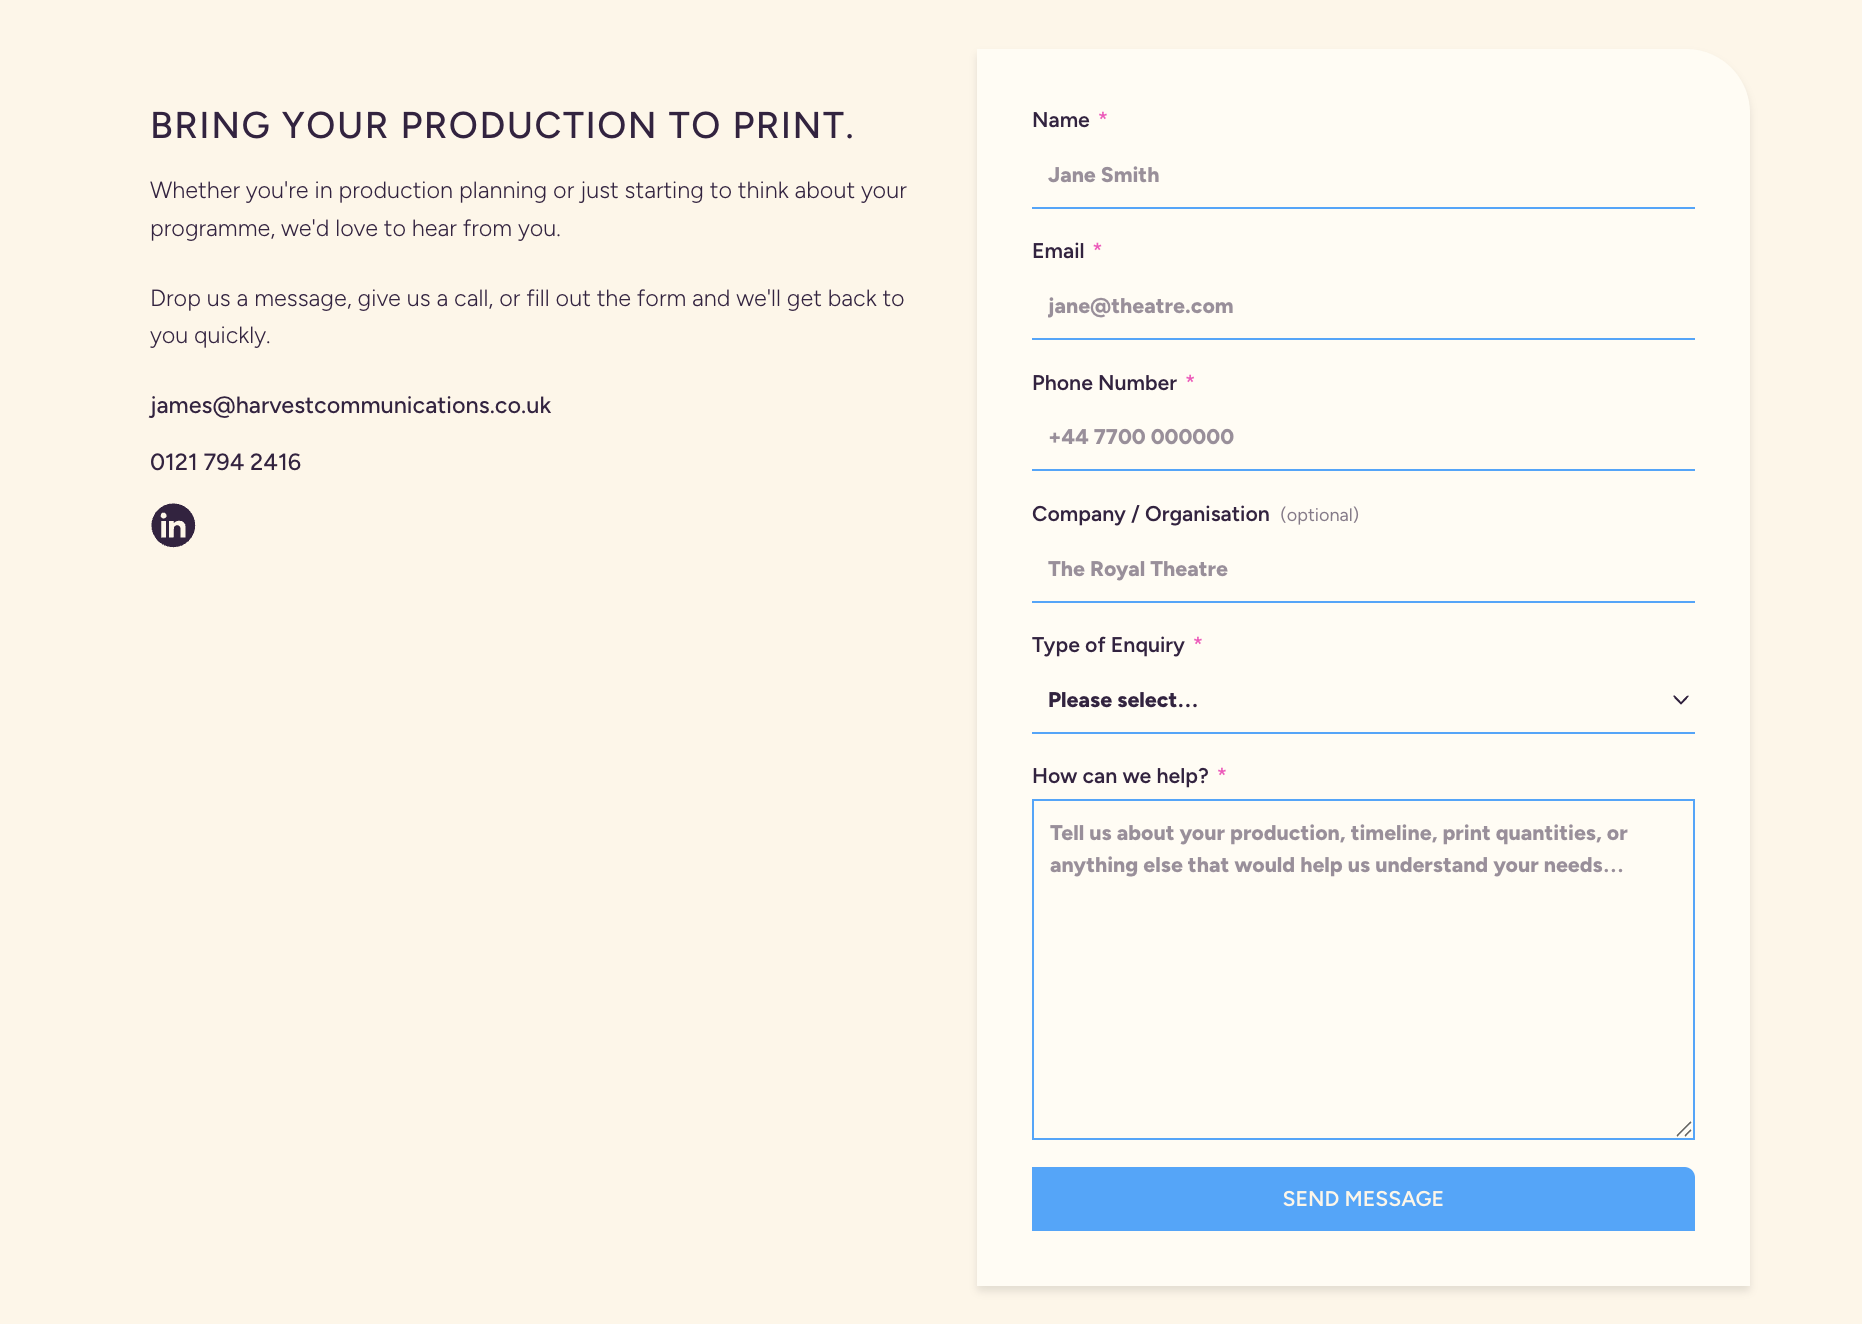 BRING YOUR PRODUCTION TO PRINT.
Whether you're in production planning or just starting to think about your
programme, we'd love to hear from you.
Drop us a message, give us a call, or fill out the form and we'll get back to
you quickly.
james@harvestcommunications.co.uk
0121 794 2416
in
Name *
Jane Smith
Email *
jane@theatre.com
Phone Number *
+44 7700 000000
Company / Organisation (optional)
The Royal Theatre
Type of Enquiry *
Please select...
How can we help? *
Tell us about your production, timeline, print quantities, or
anything else that would help us understand your needs...
SEND MESSAGE